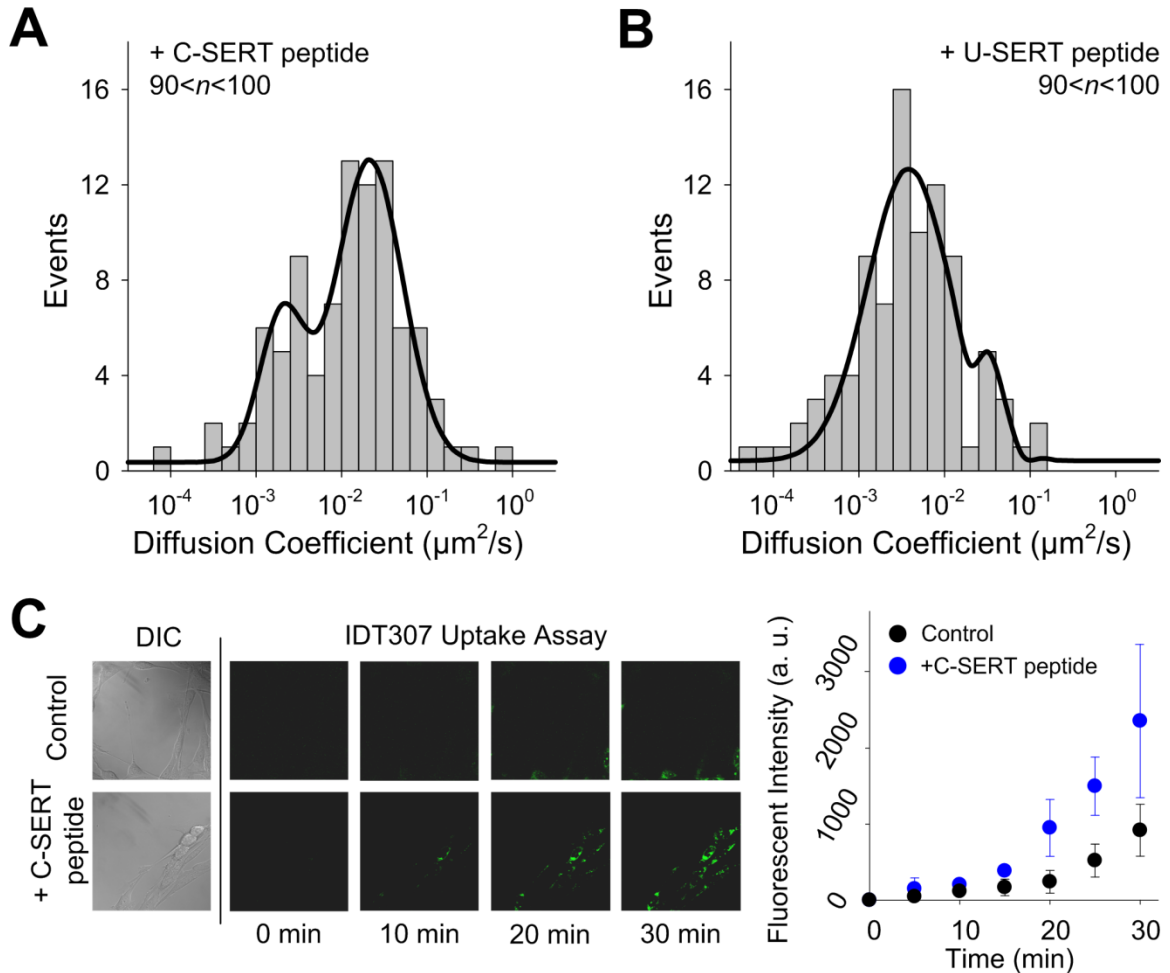 A
+ C-SERT peptide
90<n<100
16
12
8
4
0
Events
10⁻⁴ 10⁻³ 10⁻² 10⁻¹ 10⁰
Diffusion Coefficient (µm²/s)
B
+ U-SERT peptide
90<n<100
16
12
8
4
0
Events
10⁻⁴ 10⁻³ 10⁻² 10⁻¹ 10⁰
Diffusion Coefficient (µm²/s)
C
DIC
IDT307 Uptake Assay
Control
+ C-SERT
peptide
0 min 10 min 20 min 30 min
Fluorescent Intensity (a. u.)
3000
2000
1000
0
Control
+C-SERT peptide
0 10 20 30
Time (min)